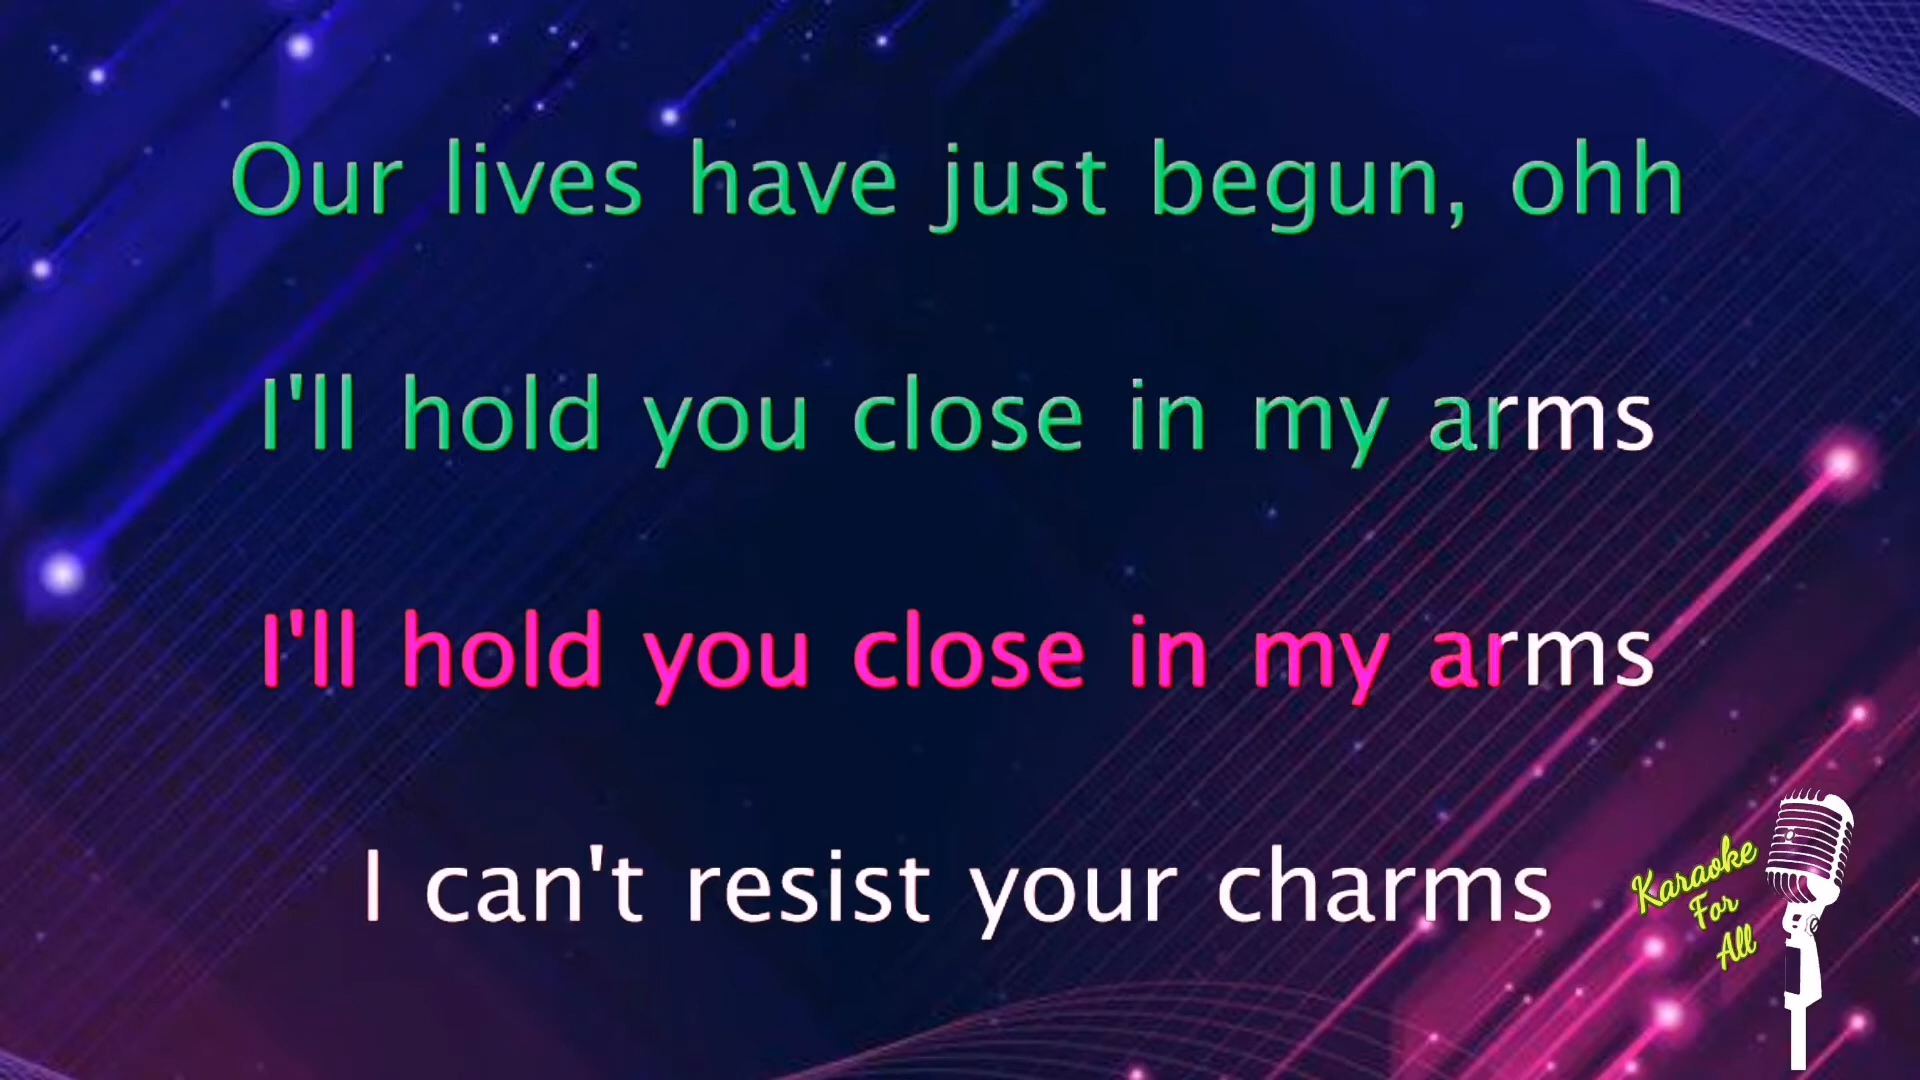 Our lives have just begun, ohh
I'll hold you close in my arms
I'll hold you close in my arms
I can't resist your charms
Karaoke
For
All